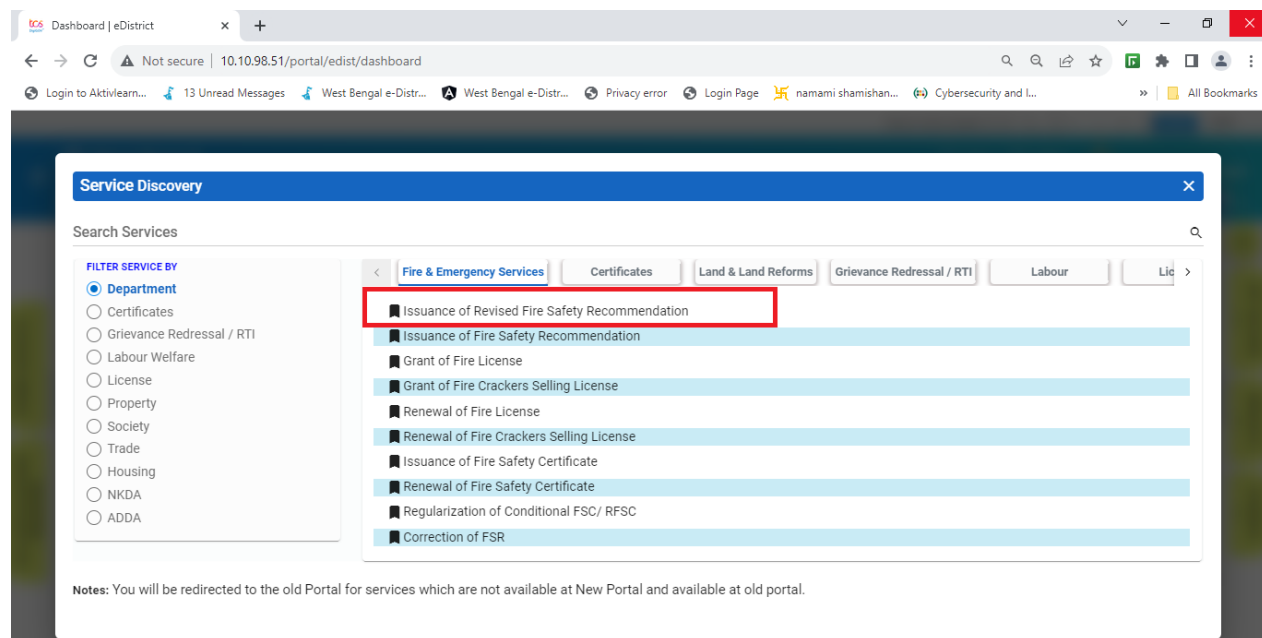 tcs Dashboard | eDistrict
Not secure | 10.10.98.51/portal/edist/dashboard
Login to Aktivlearn... 13 Unread Messages West Bengal e-Distr... West Bengal e-Distr... Privacy error Login Page namami shamishan... Cybersecurity and I... » All Bookmarks
Service Discovery
Search Services
FILTER SERVICE BY
Department
Certificates
Grievance Redressal / RTI
Labour Welfare
License
Property
Society
Trade
Housing
NKDA
ADDA
Fire & Emergency Services Certificates Land & Land Reforms Grievance Redressal / RTI Labour Lic
Issuance of Revised Fire Safety Recommendation
Issuance of Fire Safety Recommendation
Grant of Fire License
Grant of Fire Crackers Selling License
Renewal of Fire License
Renewal of Fire Crackers Selling License
Issuance of Fire Safety Certificate
Renewal of Fire Safety Certificate
Regularization of Conditional FSC/ RFSC
Correction of FSR
Notes: You will be redirected to the old Portal for services which are not available at New Portal and available at old portal.